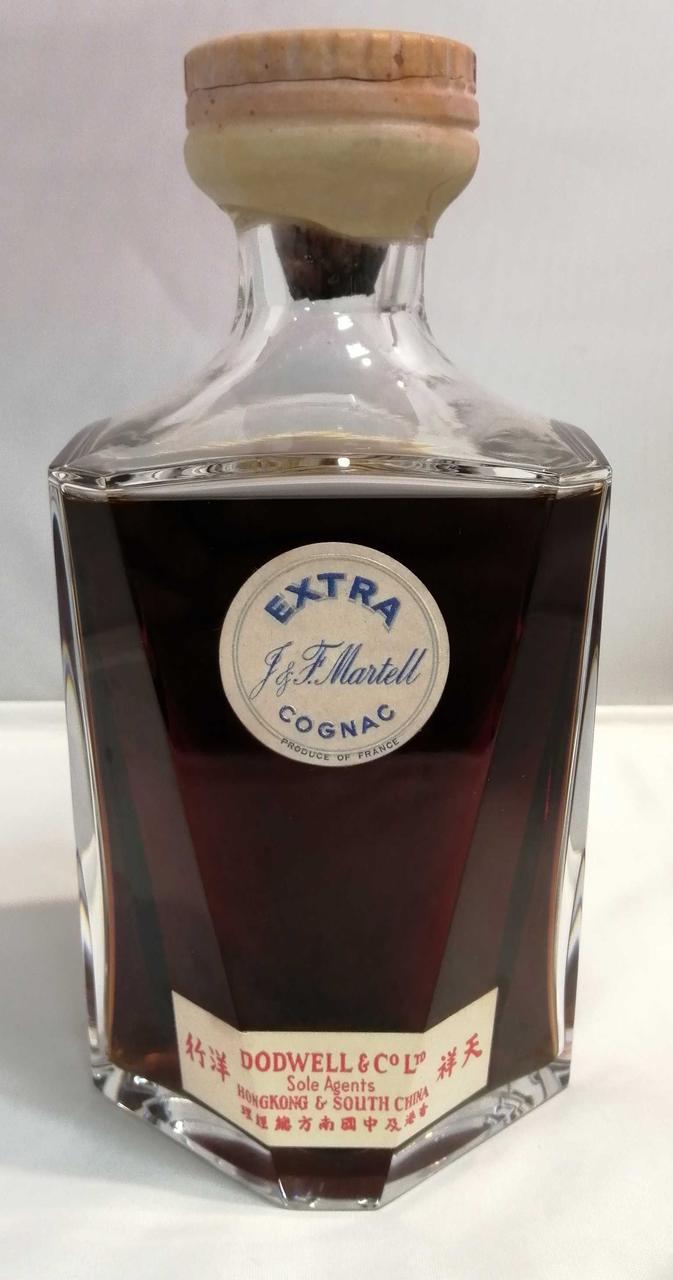 EXTRA
J & F. Martell
COGNAC
PRODUCE OF FRANCE
天祥洋行
DODWELL & Cº LTD
Sole Agents
HONGKONG & SOUTH CHINA
香港及中國南方總經理